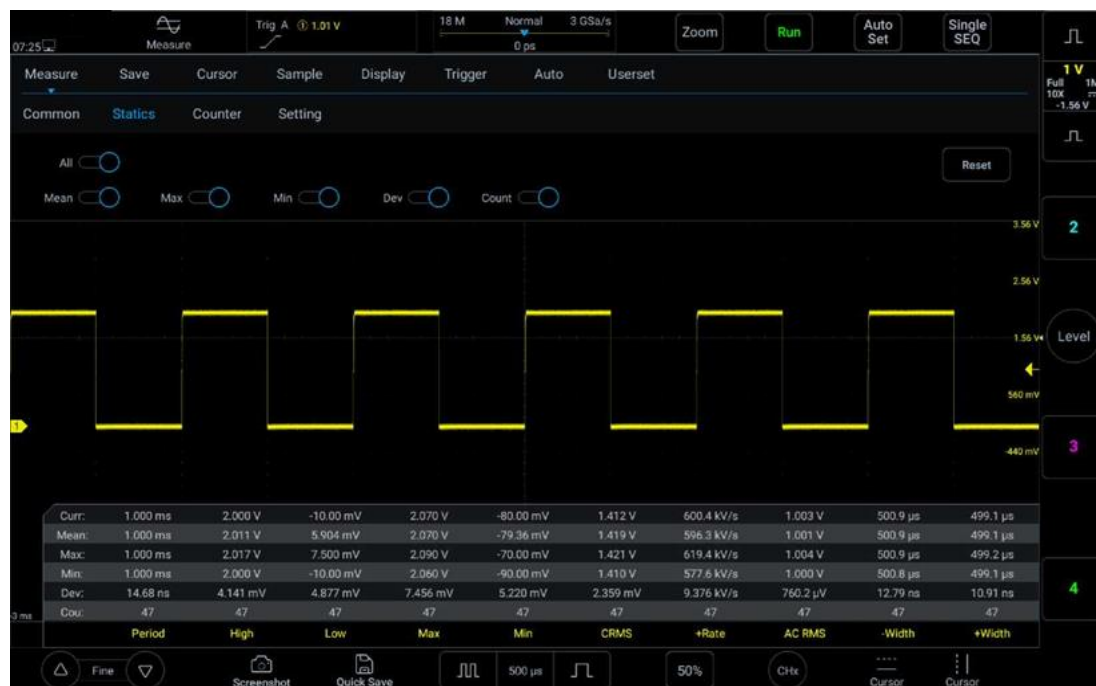 Trig A ① 1.01 V 18 M Normal 3 GSa/s
07:25 Measure 0 ps Zoom Run Auto Set Single SEQ
Measure Save Cursor Sample Display Trigger Auto Userset
1 V
Full 1M
10X
-1.56 V
Common Statics Counter Setting
All Reset
Mean Max Min Dev Count
3.56 V
2
2.56 V
1.56 V Level
560 mV
1
-440 mV 3
Curr: 1.000 ms 2.000 V -10.00 mV 2.070 V -80.00 mV 1.412 V 600.4 kV/s 1.003 V 500.9 µs 499.1 µs
Mean: 1.000 ms 2.011 V 5.904 mV 2.070 V -79.36 mV 1.419 V 596.3 kV/s 1.001 V 500.9 µs 499.1 µs
Max: 1.000 ms 2.017 V 7.500 mV 2.090 V -70.00 mV 1.421 V 619.4 kV/s 1.004 V 500.9 µs 499.2 µs
Min: 1.000 ms 2.000 V -10.00 mV 2.060 V -90.00 mV 1.410 V 577.6 kV/s 1.000 V 500.8 µs 499.1 µs
Dev: 14.68 ns 4.141 mV 4.877 mV 7.456 mV 5.220 mV 2.359 mV 9.376 kV/s 760.2 µV 12.79 ns 10.91 ns
4
-3 ms Cou: 47 47 47 47 47 47 47 47 47 47
Period High Low Max Min CRMS +Rate AC RMS -Width +Width
Fine Screenshot Quick Save 500 µs 50% CHx Cursor Cursor